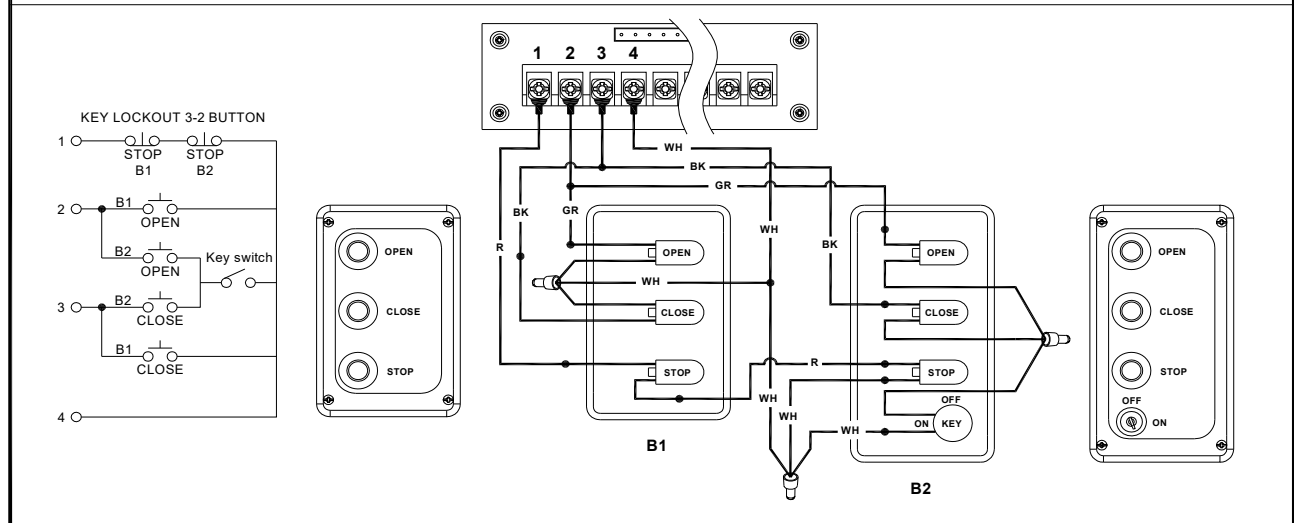 KEY LOCKOUT 3-2 BUTTON
1
STOP
B1
STOP
B2
2
B1
OPEN
B2
OPEN
Key switch
3
B2
CLOSE
B1
CLOSE
4
OPEN
CLOSE
STOP
1 2 3 4
WH
BK
GR
BK
GR
R
WH
BK
OPEN
WH
CLOSE
STOP
R
WH
WH
WH
B1
OPEN
CLOSE
STOP
OFF
ON
KEY
B2
OPEN
CLOSE
STOP
OFF
ON